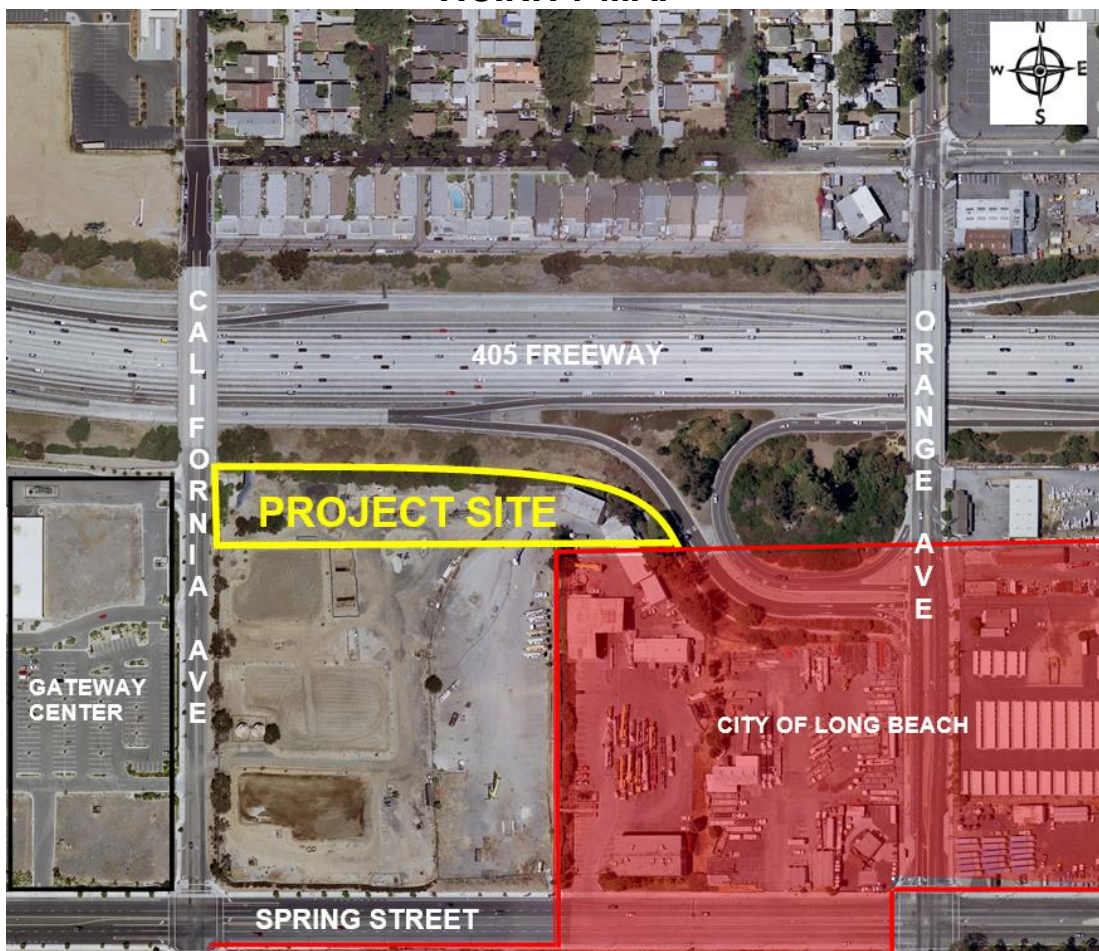 N
W E
S
CALIFORNIA AVE
405 FREEWAY
ORANGE AVE
PROJECT SITE
GATEWAY
CENTER
CITY OF LONG BEACH
SPRING STREET